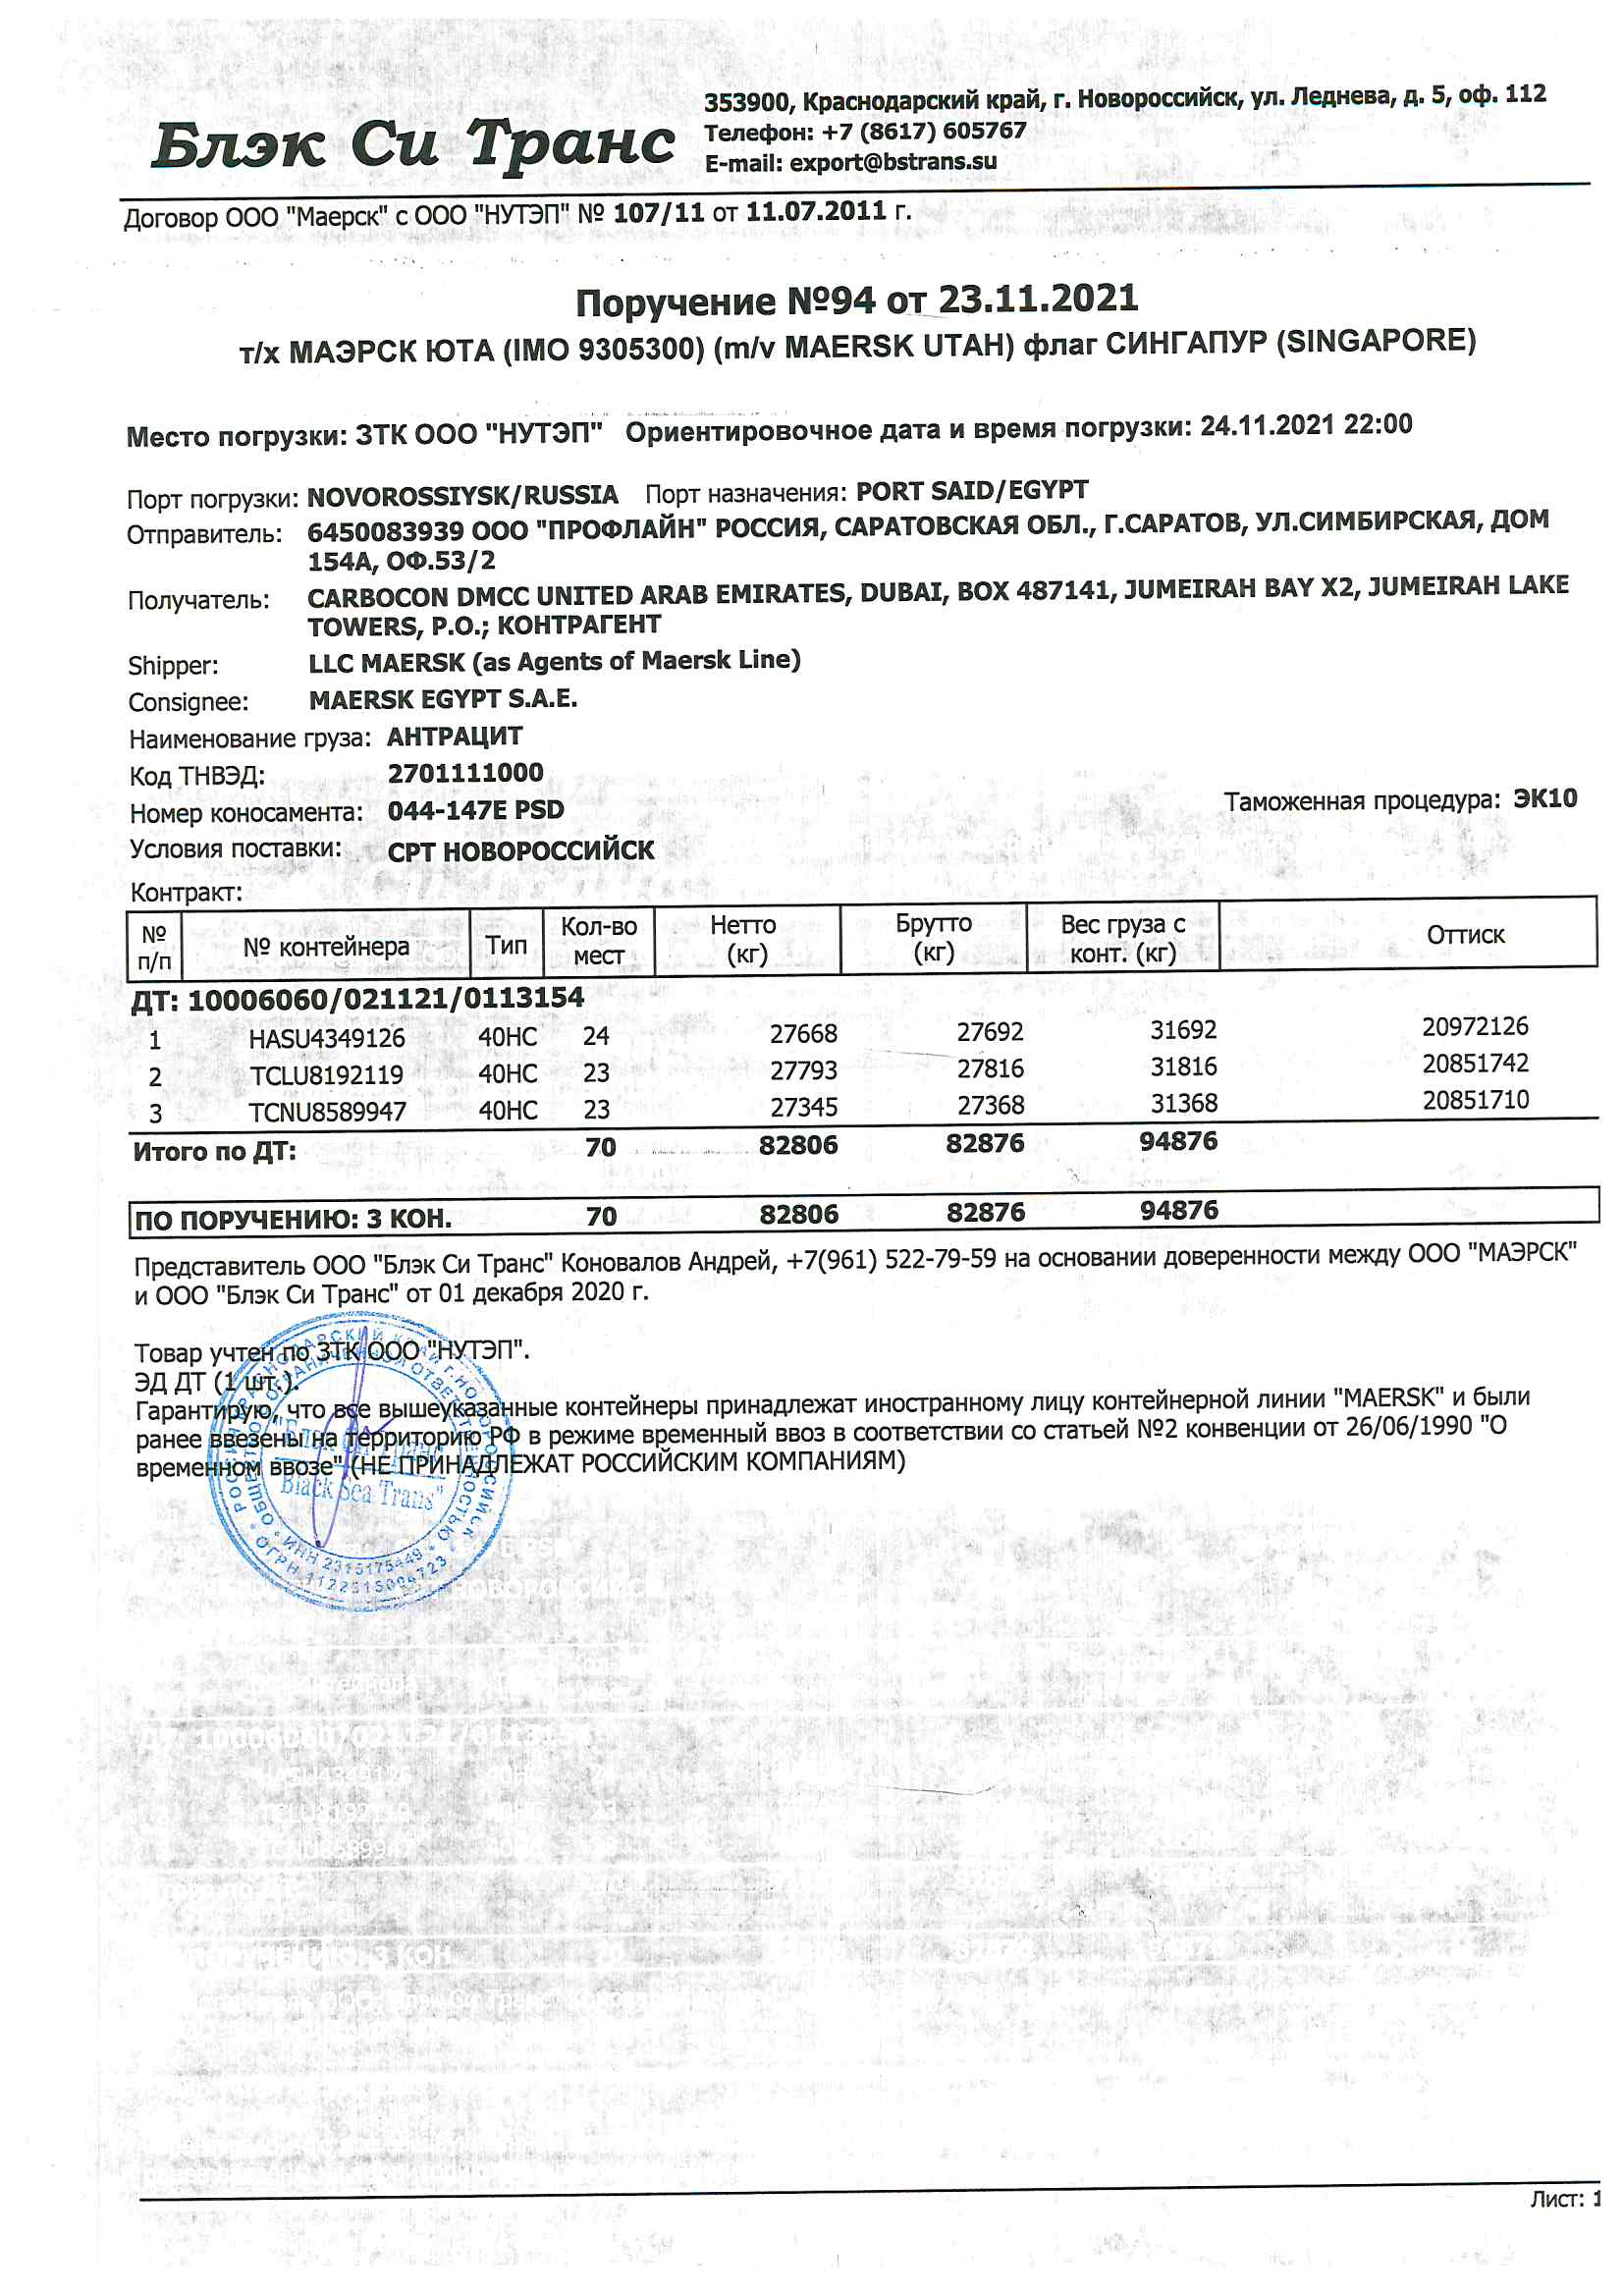 Блэк Си Транс
353900, Краснодарский край, г. Новороссийск, ул. Леднева, д. 5, оф. 112
Телефон: +7 (8617) 605767
E-mail: export@bstrans.su
Договор ООО "Маерск" с ООО "НУТЭП" № 107/11 от 11.07.2011 г.
Поручение №94 от 23.11.2021
т/х МАЭРСК ЮТА (IMO 9305300) (m/v MAERSK UTAH) флаг СИНГАПУР (SINGAPORE)
Место погрузки: ЗТК ООО "НУТЭП" Ориентировочное дата и время погрузки: 24.11.2021 22:00
Порт погрузки: NOVOROSSIYSK/RUSSIA Порт назначения: PORT SAID/EGYPT
Отправитель: 6450083939 ООО "ПРОФЛАЙН" РОССИЯ, САРАТОВСКАЯ ОБЛ., Г.САРАТОВ, УЛ.СИМБИРСКАЯ, ДОМ
154А, ОФ.53/2
Получатель: CARBOCON DMCC UNITED ARAB EMIRATES, DUBAI, BOX 487141, JUMEIRAH BAY X2, JUMEIRAH LAKE
TOWERS, P.O.; КОНТРАГЕНТ
Shipper: LLC MAERSK (as Agents of Maersk Line)
Consignee: MAERSK EGYPT S.A.E.
Наименование груза: АНТРАЦИТ
Код ТНВЭД: 2701111000
Номер коносамента: 044-147E PSD Таможенная процедура: ЭК10
Условия поставки: CPT НОВОРОССИЙСК
Контракт:
№ п/п № контейнера Тип Кол-во мест Нетто (кг) Брутто (кг) Вес груза с конт. (кг) Оттиск
ДТ: 10006060/021121/0113154
1 HASU4349126 40HC 24 27668 27692 31692 20972126
2 TCLU8192119 40HC 23 27793 27816 31816 20851742
3 TCNU8589947 40HC 23 27345 27368 31368 20851710
Итого по ДТ: 70 82806 82876 94876
ПО ПОРУЧЕНИЮ: 3 КОН. 70 82806 82876 94876
Представитель ООО "Блэк Си Транс" Коновалов Андрей, +7(961) 522-79-59 на основании доверенности между ООО "МАЭРСК"
и ООО "Блэк Си Транс" от 01 декабря 2020 г.
Товар учтен по ЗТК ООО "НУТЭП".
ЭД ДТ (1 шт.).
Гарантирую, что все вышеуказанные контейнеры принадлежат иностранному лицу контейнерной линии "MAERSK" и были
ранее ввезены на территорию РФ в режиме временный ввоз в соответствии со статьей №2 конвенции от 26/06/1990 "О
временном ввозе" (НЕ ПРИНАДЛЕЖАТ РОССИЙСКИМ КОМПАНИЯМ)
"Блэк Си Транс"
Black Sea Trans"
ИНН 2315175449
Лист: 1